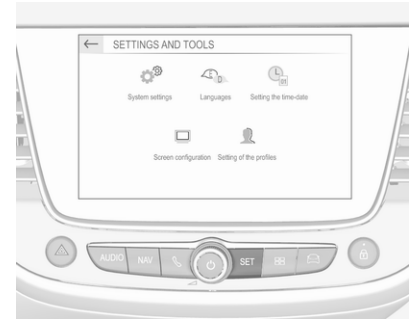 SETTINGS AND TOOLS
System settings
Languages
Setting the time-date
01
Screen configuration
Setting of the profiles
AUDIO
NAV
SET